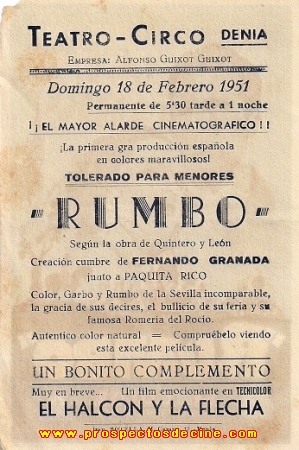 TEATRO-CIRCO DENIA
EMPRESA: ALFONSO GUIXOT GUIXOT
Domingo 18 de Febrero 1951
Permanente de 5'30 tarde a 1 noche
¡¡EL MAYOR ALARDE CINEMATOGRAFICO!!
¡La primera gra producción española
en colores maravillosos!
TOLERADO PARA MENORES
-RUMBO-
Según la obra de Quintero y León
Creación cumbre de FERNANDO GRANADA
junto a PAQUITA RICO
Color, Garbo y Rumbo de la Sevilla incomparable,
la gracia de sus decires, el bullicio de su feria y su
famosa Romeria del Rocio.
Autentico color natural = Compruébelo viendo
esta excelente película.
UN BONITO COMPLEMENTO
Muy en breve... Un film emocionante en TECNICOLOR
EL HALCON Y LA FLECHA
www.prospectosdecine.com